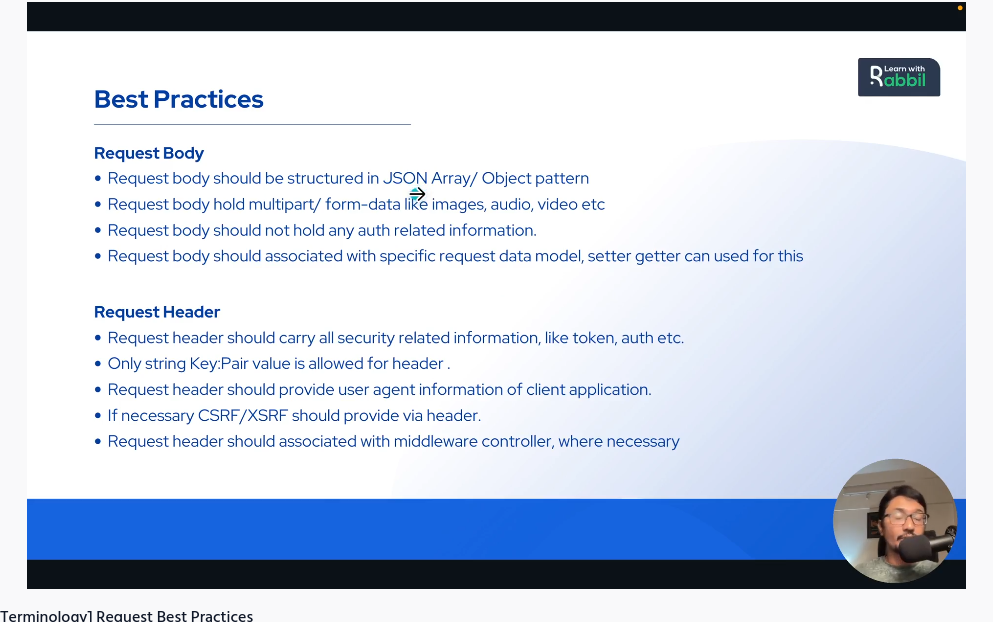 Learn with
Rabbil
Best Practices
Request Body
• Request body should be structured in JSON Array/ Object pattern
• Request body hold multipart/ form-data like images, audio, video etc
• Request body should not hold any auth related information.
• Request body should associated with specific request data model, setter getter can used for this
Request Header
• Request header should carry all security related information, like token, auth etc.
• Only string Key:Pair value is allowed for header .
• Request header should provide user agent information of client application.
• If necessary CSRF/XSRF should provide via header.
• Request header should associated with middleware controller, where necessary
Terminology] Request Best Practices